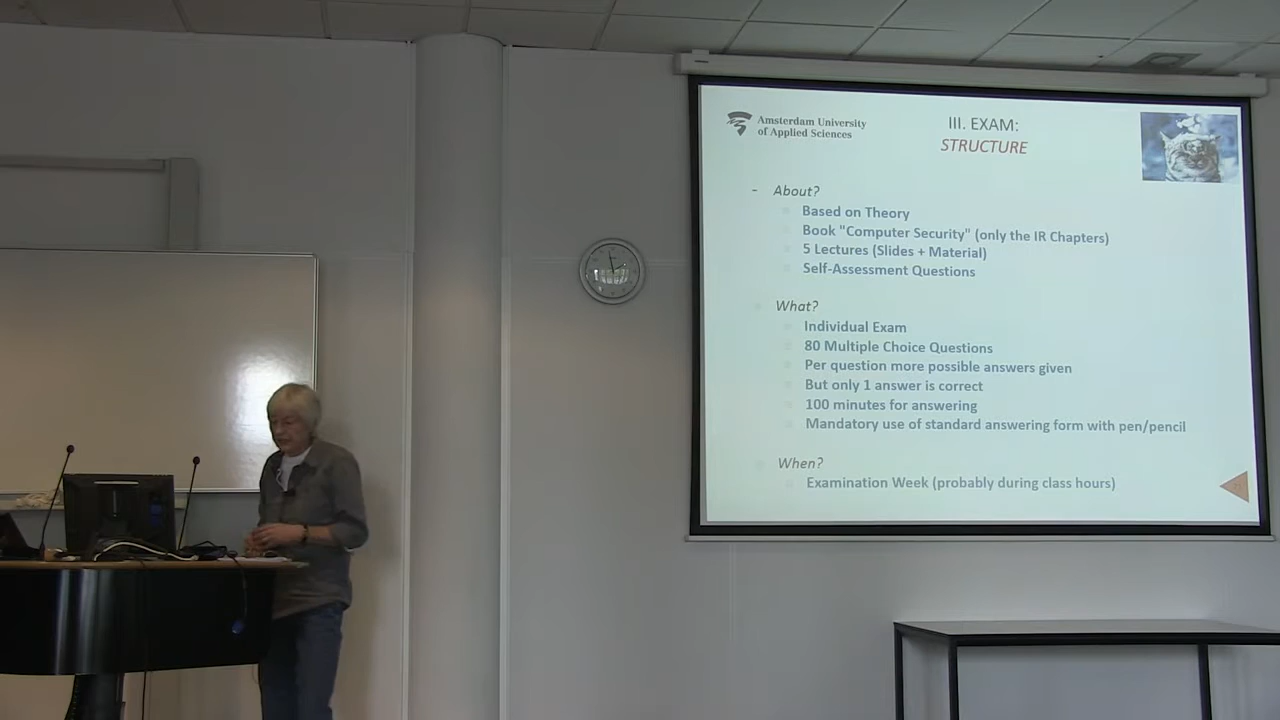 Amsterdam University
of Applied Sciences
III. EXAM:
STRUCTURE
- About?
Based on Theory
Book "Computer Security" (only the IR Chapters)
5 Lectures (Slides + Material)
Self-Assessment Questions
What?
Individual Exam
80 Multiple Choice Questions
Per question more possible answers given
But only 1 answer is correct
100 minutes for answering
Mandatory use of standard answering form with pen/pencil
When?
Examination Week (probably during class hours)